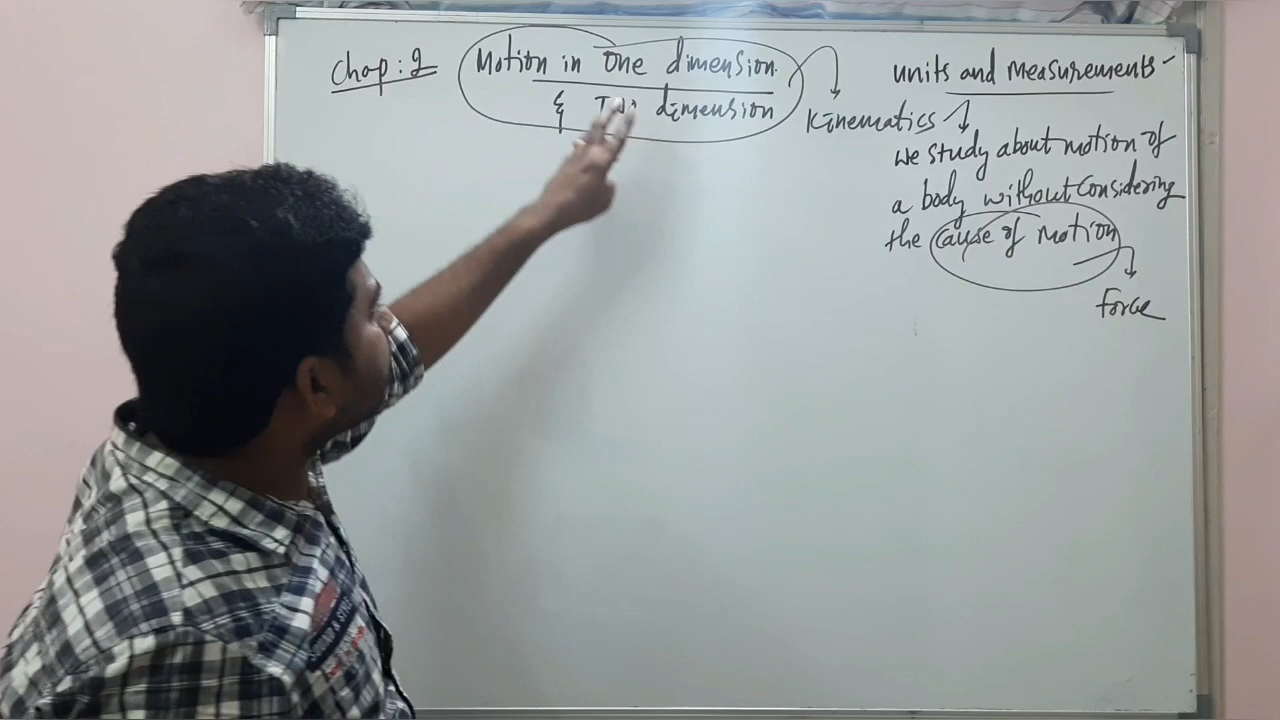 Chap: 2
Motion in one dimension
& Two dimension
Kinematics
units and measurements -
we study about motion of
a body without considering
the cause of motion
force